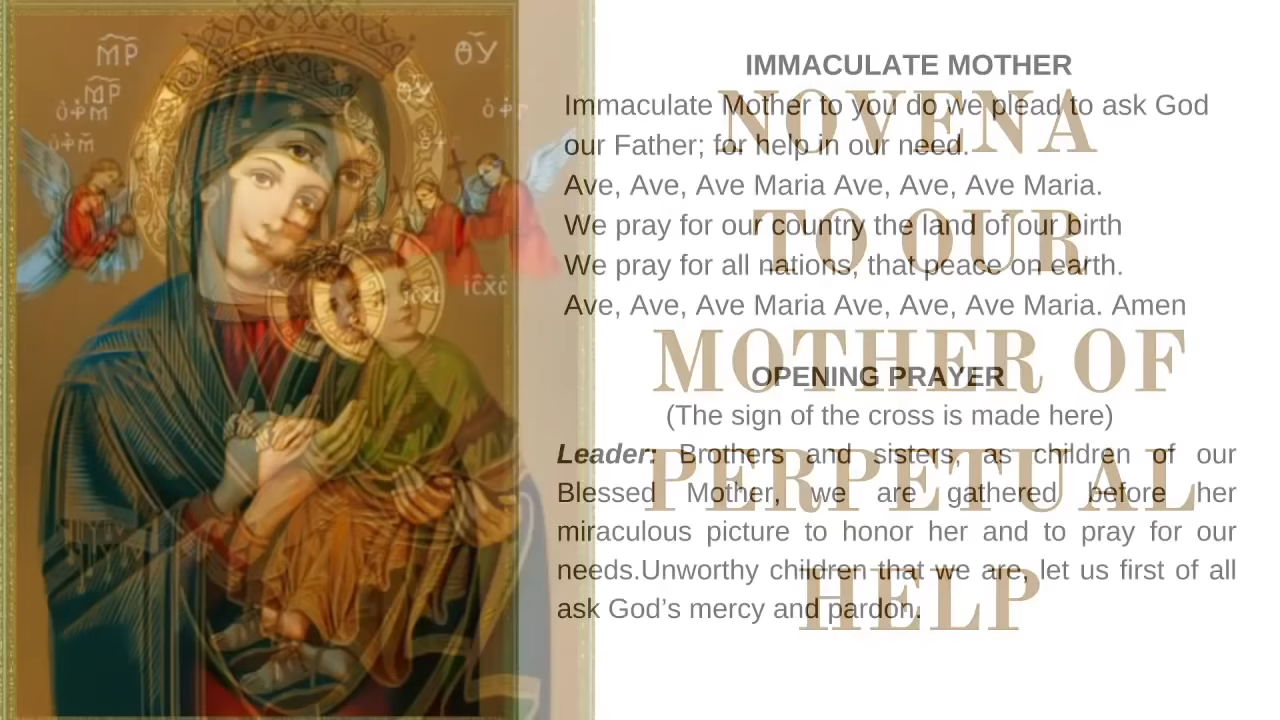 IMMACULATE MOTHER
Immaculate Mother to you do we plead to ask God
our Father; for help in our need.
Ave, Ave, Ave Maria Ave, Ave, Ave Maria.
We pray for our country the land of our birth
We pray for all nations, that peace on earth.
Ave, Ave, Ave Maria Ave, Ave, Ave Maria. Amen
OPENING PRAYER
(The sign of the cross is made here)
Leader: Brothers and sisters, as children of our
Blessed Mother, we are gathered before her
miraculous picture to honor her and to pray for our
needs.Unworthy children that we are, let us first of all
ask God’s mercy and pardon.
NOVENA
TO OUR
MOTHER OF
PERPETUAL
HELP